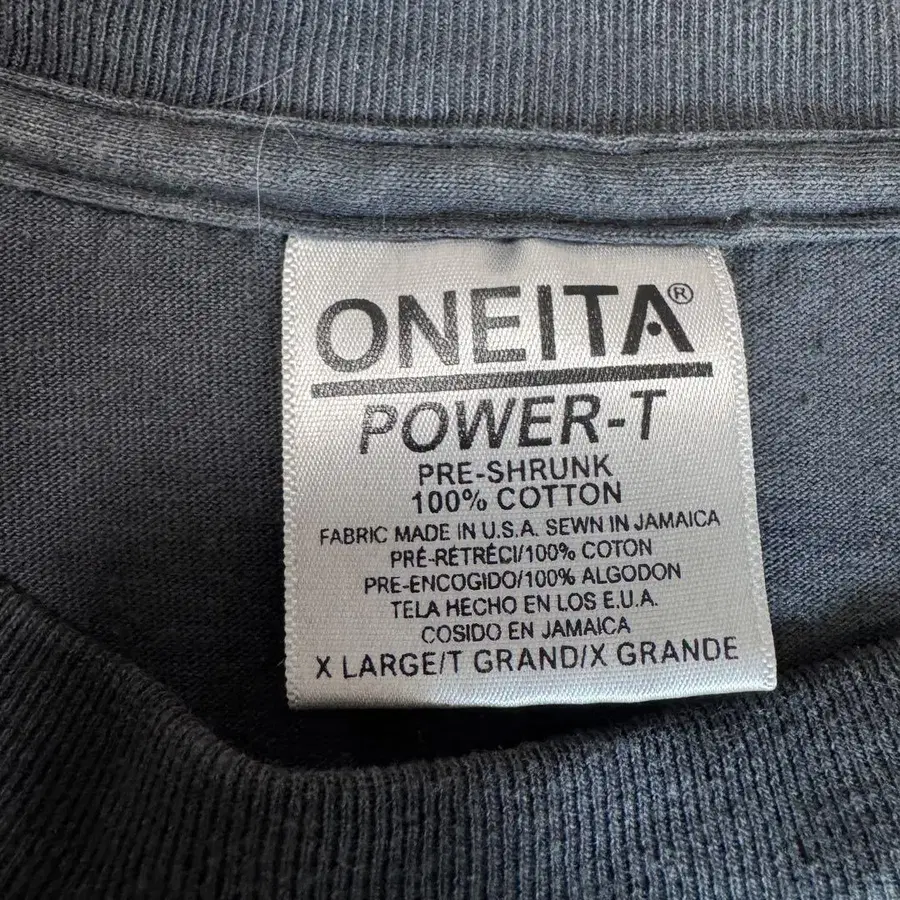 ONEITA®
POWER-T
PRE-SHRUNK
100% COTTON
FABRIC MADE IN U.S.A. SEWN IN JAMAICA
PRÉ-RÉTRÉCI/100% COTON
PRE-ENCOGIDO/100% ALGODON
TELA HECHO EN LOS E.U.A.
COSIDO EN JAMAICA
X LARGE/T GRAND/X GRANDE